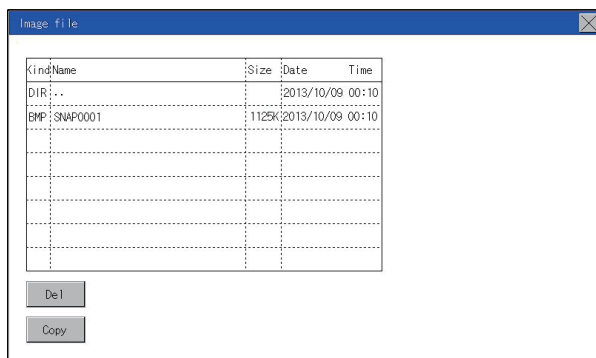 Image file
Kind Name Size Date Time
DIR .. 2013/10/09 00:10
BMP SNAP0001 1125K 2013/10/09 00:10
Del
Copy